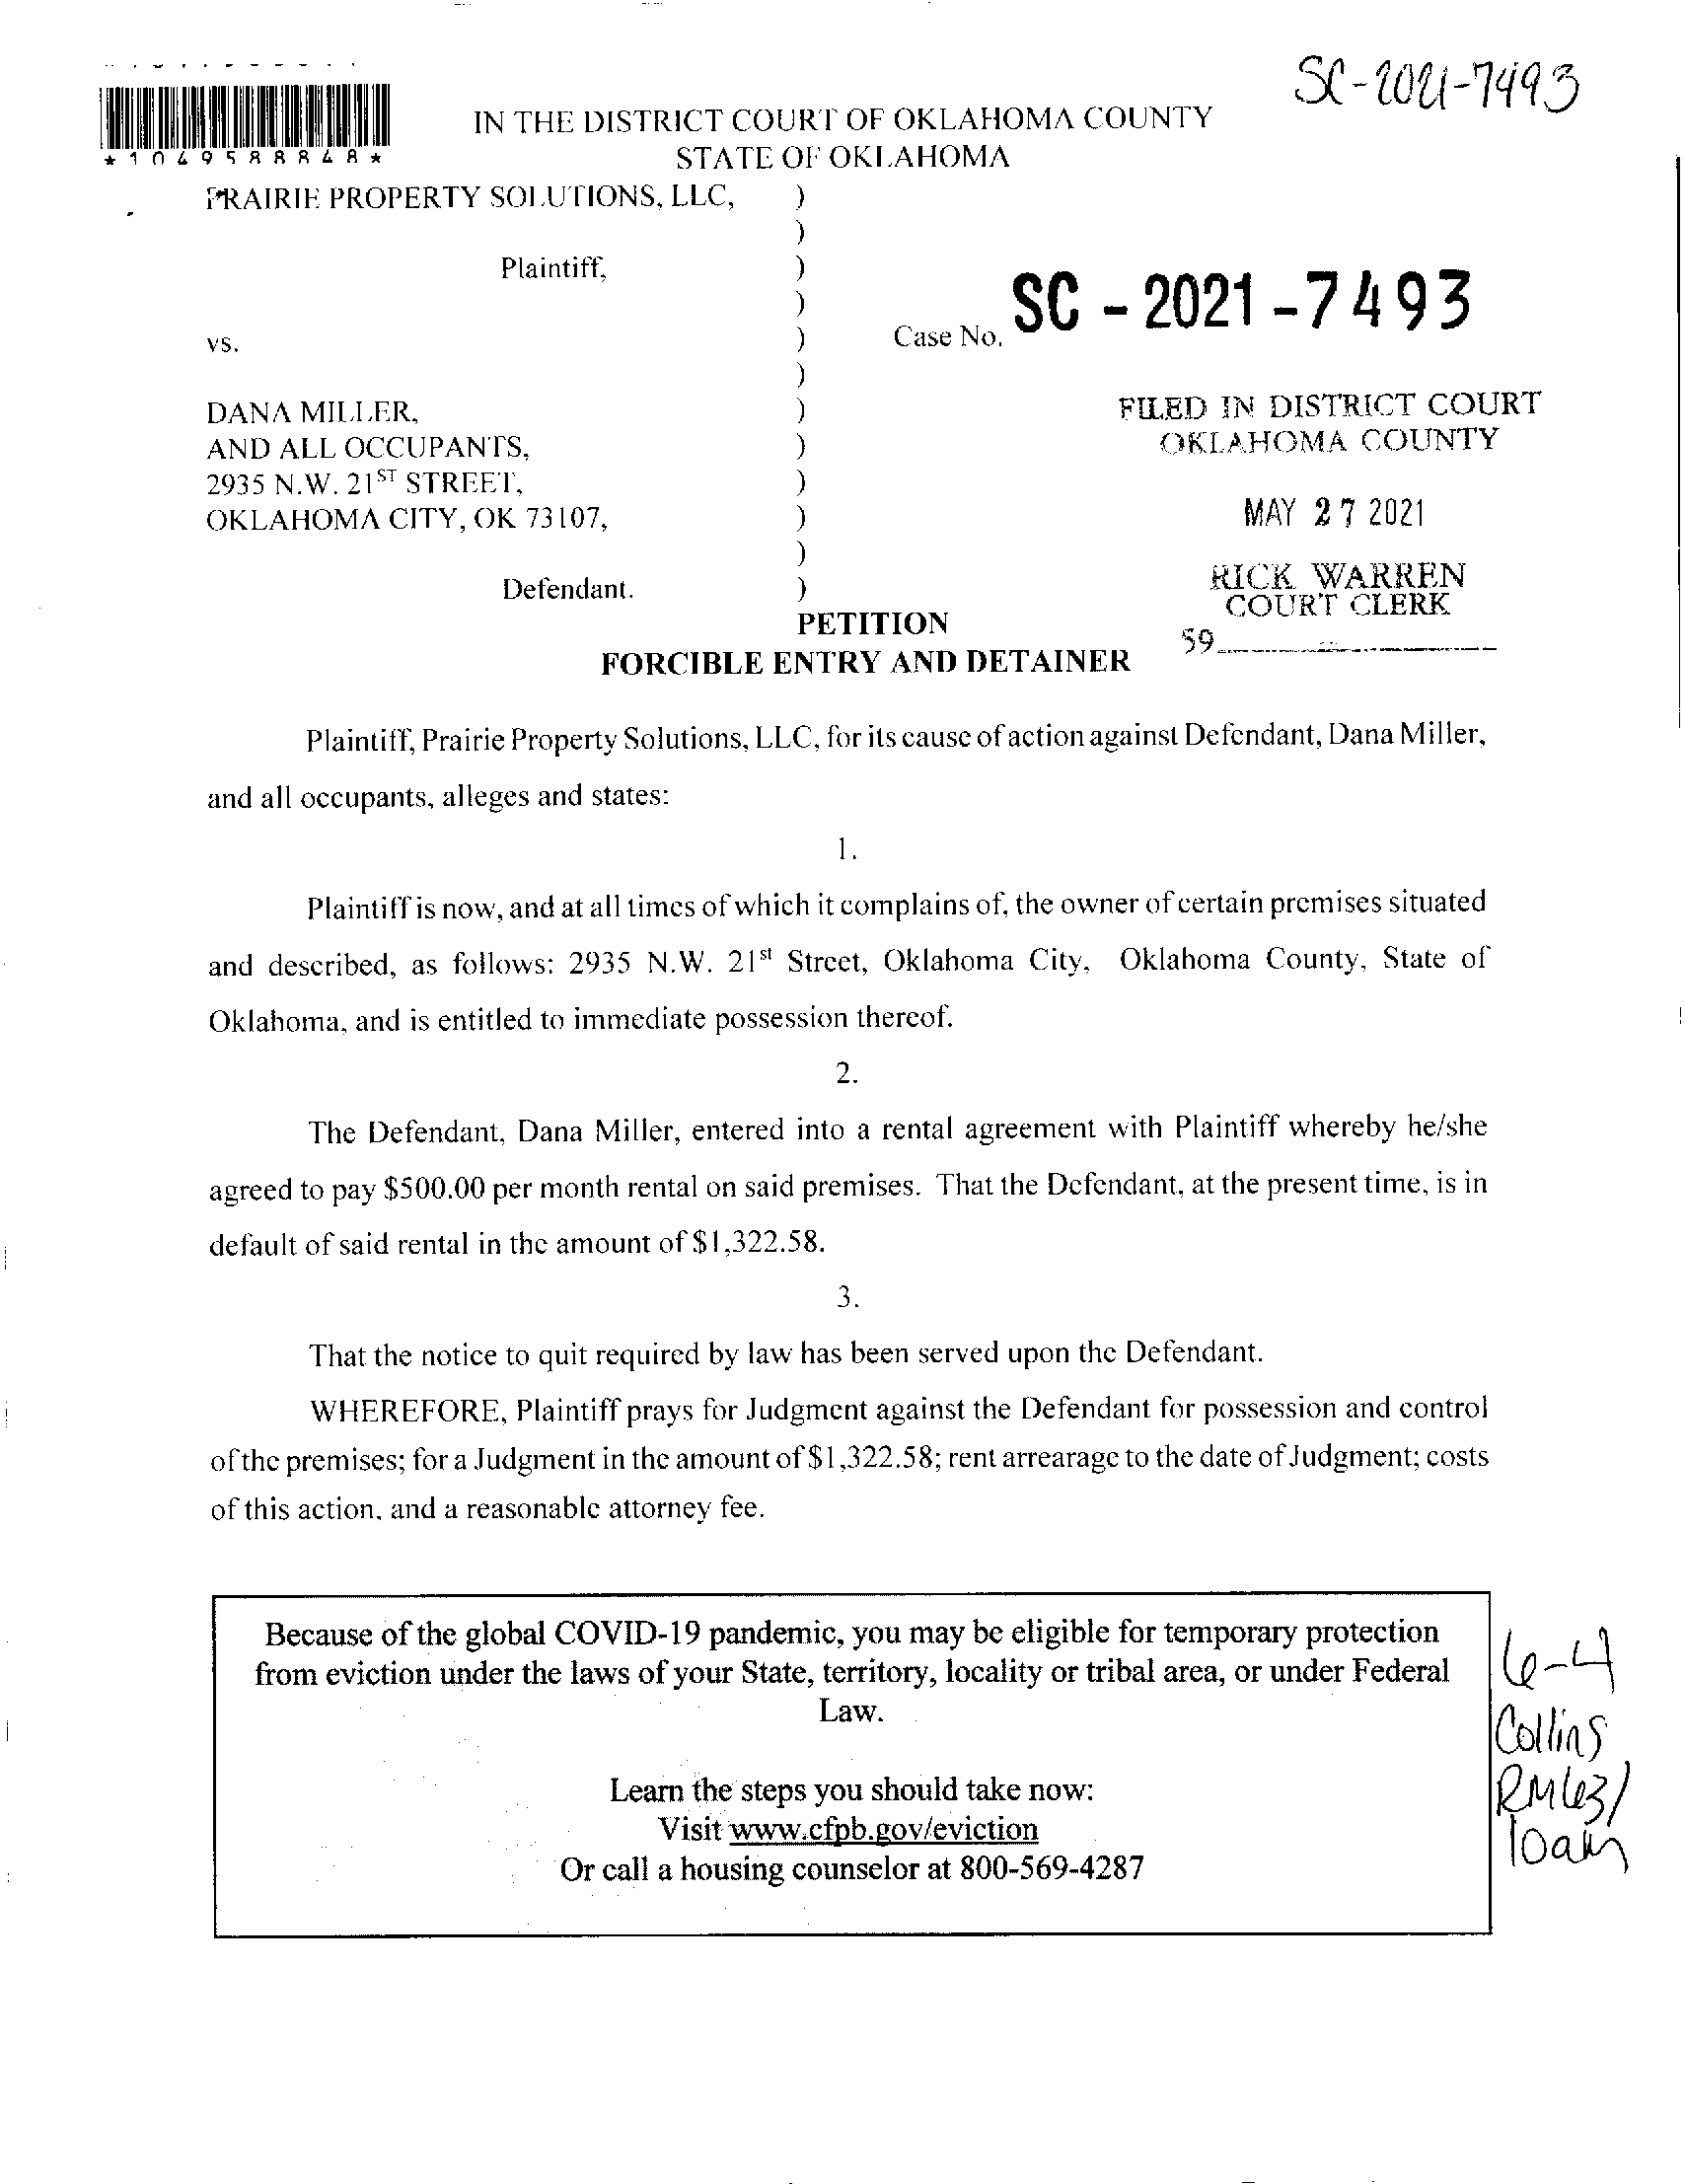 SC-2021-7493
IN THE DISTRICT COURT OF OKLAHOMA COUNTY
STATE OF OKLAHOMA
*1049588848*
PRAIRIE PROPERTY SOLUTIONS, LLC, )
)
Plaintiff, )
)
vs. ) Case No. SC - 2021 - 7493
)
DANA MILLER, ) FILED IN DISTRICT COURT
AND ALL OCCUPANTS, ) OKLAHOMA COUNTY
2935 N.W. 21ST STREET, )
OKLAHOMA CITY, OK 73107, ) MAY 27 2021
)
Defendant. ) RICK WARREN
COURT CLERK
PETITION
59
FORCIBLE ENTRY AND DETAINER
Plaintiff, Prairie Property Solutions, LLC, for its cause of action against Defendant, Dana Miller,
and all occupants, alleges and states:
1.
Plaintiff is now, and at all times of which it complains of, the owner of certain premises situated
and described, as follows: 2935 N.W. 21st Street, Oklahoma City, Oklahoma County, State of
Oklahoma, and is entitled to immediate possession thereof.
2.
The Defendant, Dana Miller, entered into a rental agreement with Plaintiff whereby he/she
agreed to pay $500.00 per month rental on said premises. That the Defendant, at the present time, is in
default of said rental in the amount of $1,322.58.
3.
That the notice to quit required by law has been served upon the Defendant.
WHEREFORE, Plaintiff prays for Judgment against the Defendant for possession and control
of the premises; for a Judgment in the amount of $1,322.58; rent arrearage to the date of Judgment; costs
of this action, and a reasonable attorney fee.
Because of the global COVID-19 pandemic, you may be eligible for temporary protection
from eviction under the laws of your State, territory, locality or tribal area, or under Federal
Law.
Learn the steps you should take now:
Visit www.cfpb.gov/eviction
Or call a housing counselor at 800-569-4287
6-4
Collins
RM 631
10am